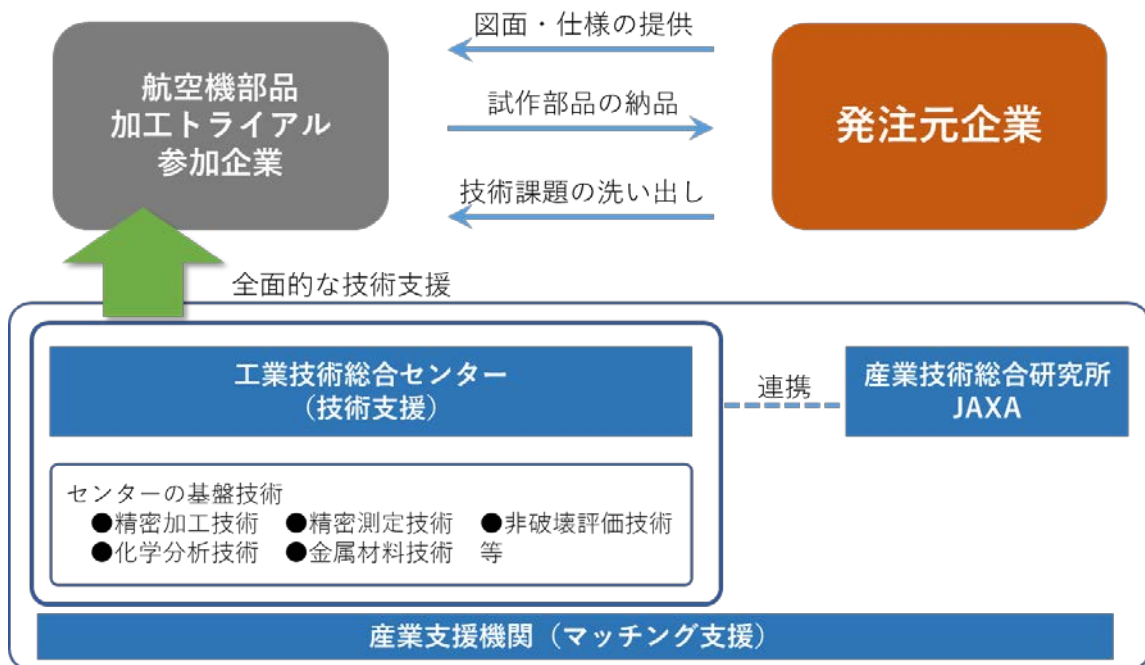 図面・仕様の提供
航空機部品
加工トライアル
参加企業
試作部品の納品
発注元企業
技術課題の洗い出し
全面的な技術支援
工業技術総合センター
（技術支援）
連携
産業技術総合研究所
JAXA
センターの基盤技術
●精密加工技術 ●精密測定技術 ●非破壊評価技術
●化学分析技術 ●金属材料技術 等
産業支援機関（マッチング支援）